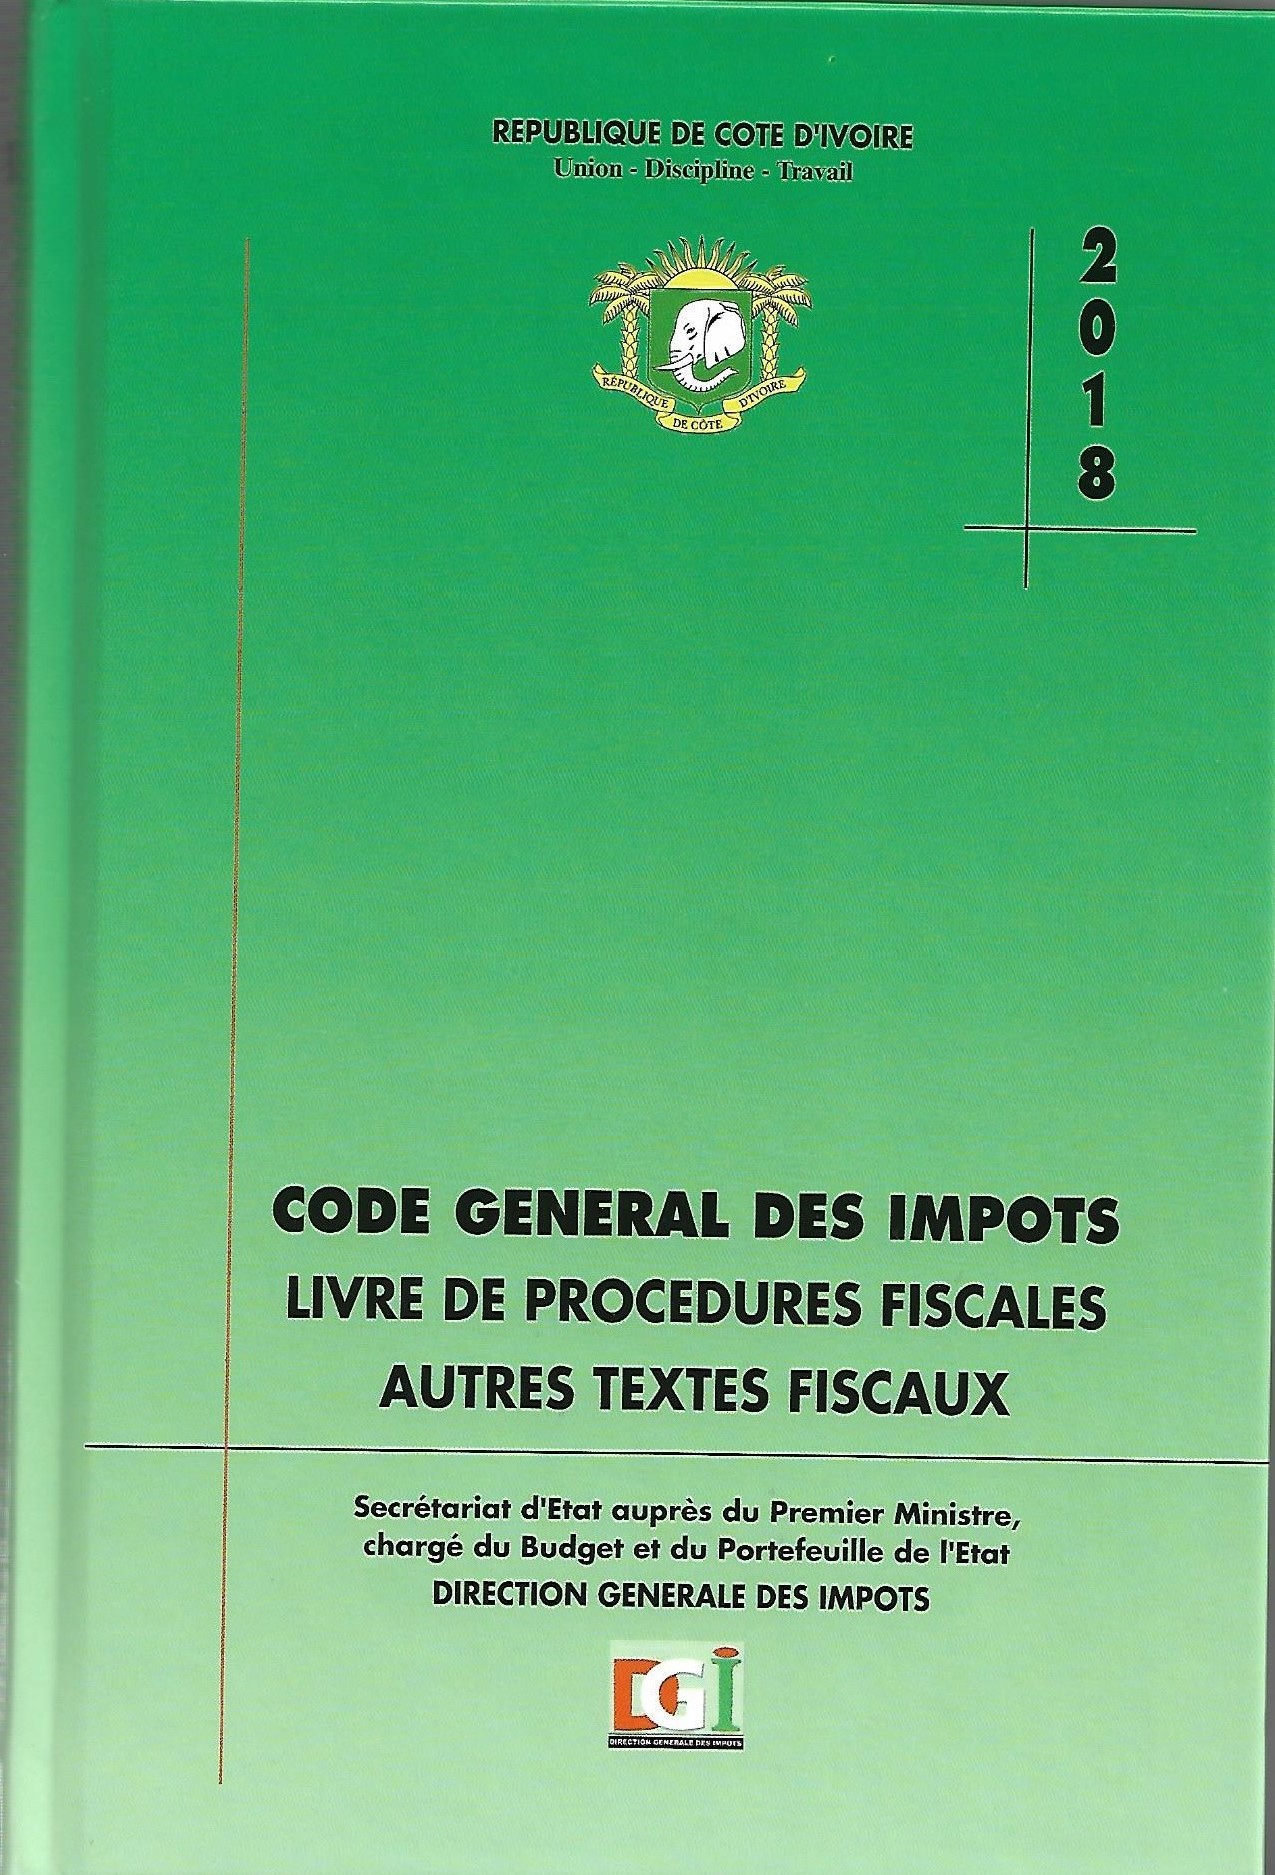 REPUBLIQUE DE COTE D'IVOIRE
Union - Discipline - Travail
2018
RÉPUBLIQUE DE CÔTE D'IVOIRE
CODE GENERAL DES IMPOTS
LIVRE DE PROCEDURES FISCALES
AUTRES TEXTES FISCAUX
Secrétariat d'Etat auprès du Premier Ministre,
chargé du Budget et du Portefeuille de l'Etat
DIRECTION GENERALE DES IMPOTS
DGI
DIRECTION GENERALE DES IMPOTS